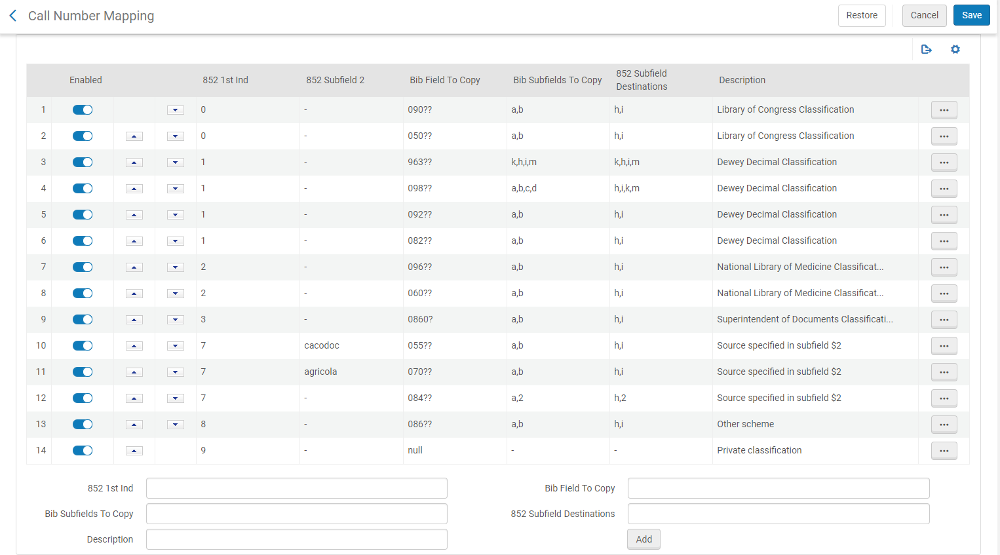 Call Number Mapping
Restore
Cancel
Save
Enabled 852 1st Ind 852 Subfield 2 Bib Field To Copy Bib Subfields To Copy 852 Subfield Destinations Description
1 0 - 090?? a,b h,i Library of Congress Classification
2 0 - 050?? a,b h,i Library of Congress Classification
3 1 - 963?? k,h,i,m k,h,i,m Dewey Decimal Classification
4 1 - 098?? a,b,c,d h,i,k,m Dewey Decimal Classification
5 1 - 092?? a,b h,i Dewey Decimal Classification
6 1 - 082?? a,b h,i Dewey Decimal Classification
7 2 - 096?? a,b h,i National Library of Medicine Classificat...
8 2 - 060?? a,b h,i National Library of Medicine Classificat...
9 3 - 0860? a,b h,i Superintendent of Documents Classificati...
10 7 cacodoc 055?? a,b h,i Source specified in subfield $2
11 7 agricola 070?? a,b h,i Source specified in subfield $2
12 7 - 084?? a,2 h,2 Source specified in subfield $2
13 8 - 086?? a,b h,i Other scheme
14 9 - null - - Private classification
852 1st Ind
Bib Field To Copy
Bib Subfields To Copy
852 Subfield Destinations
Description
Add